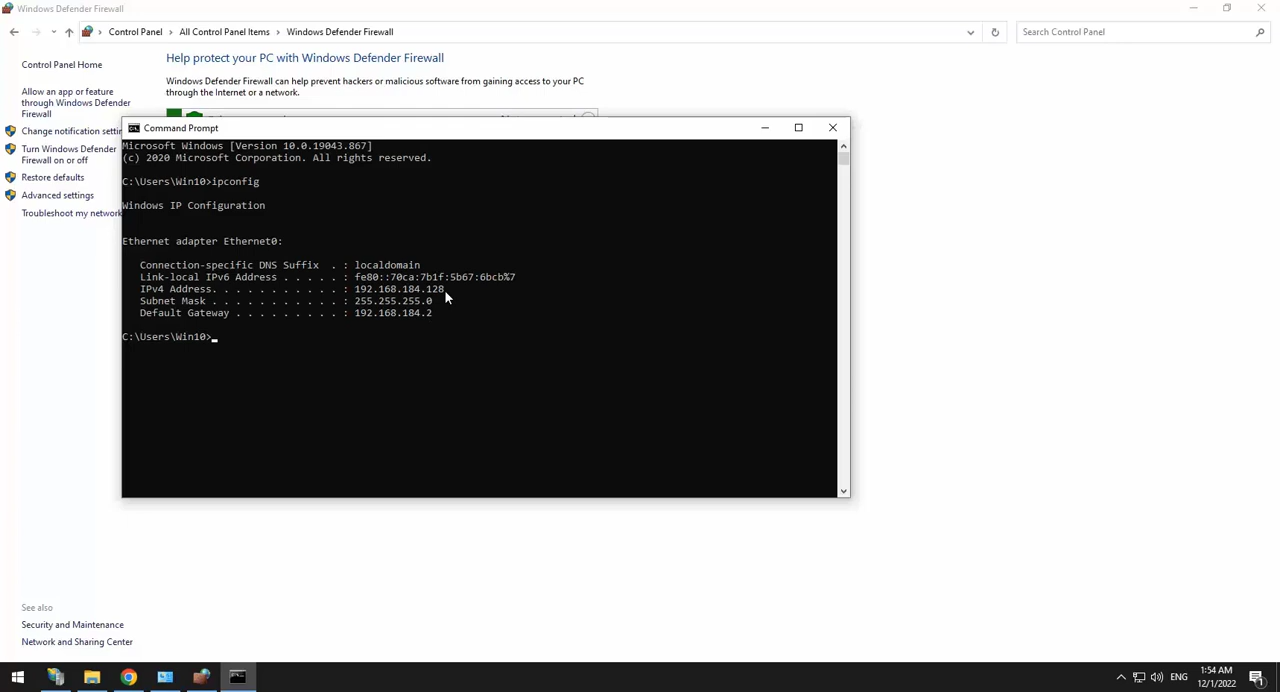 Windows Defender Firewall
Control Panel > All Control Panel Items > Windows Defender Firewall
Search Control Panel
Control Panel Home
Allow an app or feature
through Windows Defender
Firewall
Change notification settin
Turn Windows Defender
Firewall on or off
Restore defaults
Advanced settings
Troubleshoot my network
Help protect your PC with Windows Defender Firewall
Windows Defender Firewall can help prevent hackers or malicious software from gaining access to your PC
through the Internet or a network.
Command Prompt
Microsoft Windows [Version 10.0.19043.867]
(c) 2020 Microsoft Corporation. All rights reserved.
C:\Users\Win10>ipconfig
Windows IP Configuration
Ethernet adapter Ethernet0:
Connection-specific DNS Suffix . : localdomain
Link-local IPv6 Address . . . . . : fe80::70ca:7b1f:5b67:6bcb%7
IPv4 Address. . . . . . . . . . . : 192.168.184.128
Subnet Mask . . . . . . . . . . . : 255.255.255.0
Default Gateway . . . . . . . . . : 192.168.184.2
C:\Users\Win10>
See also
Security and Maintenance
Network and Sharing Center
ENG
1:54 AM
12/1/2022
1